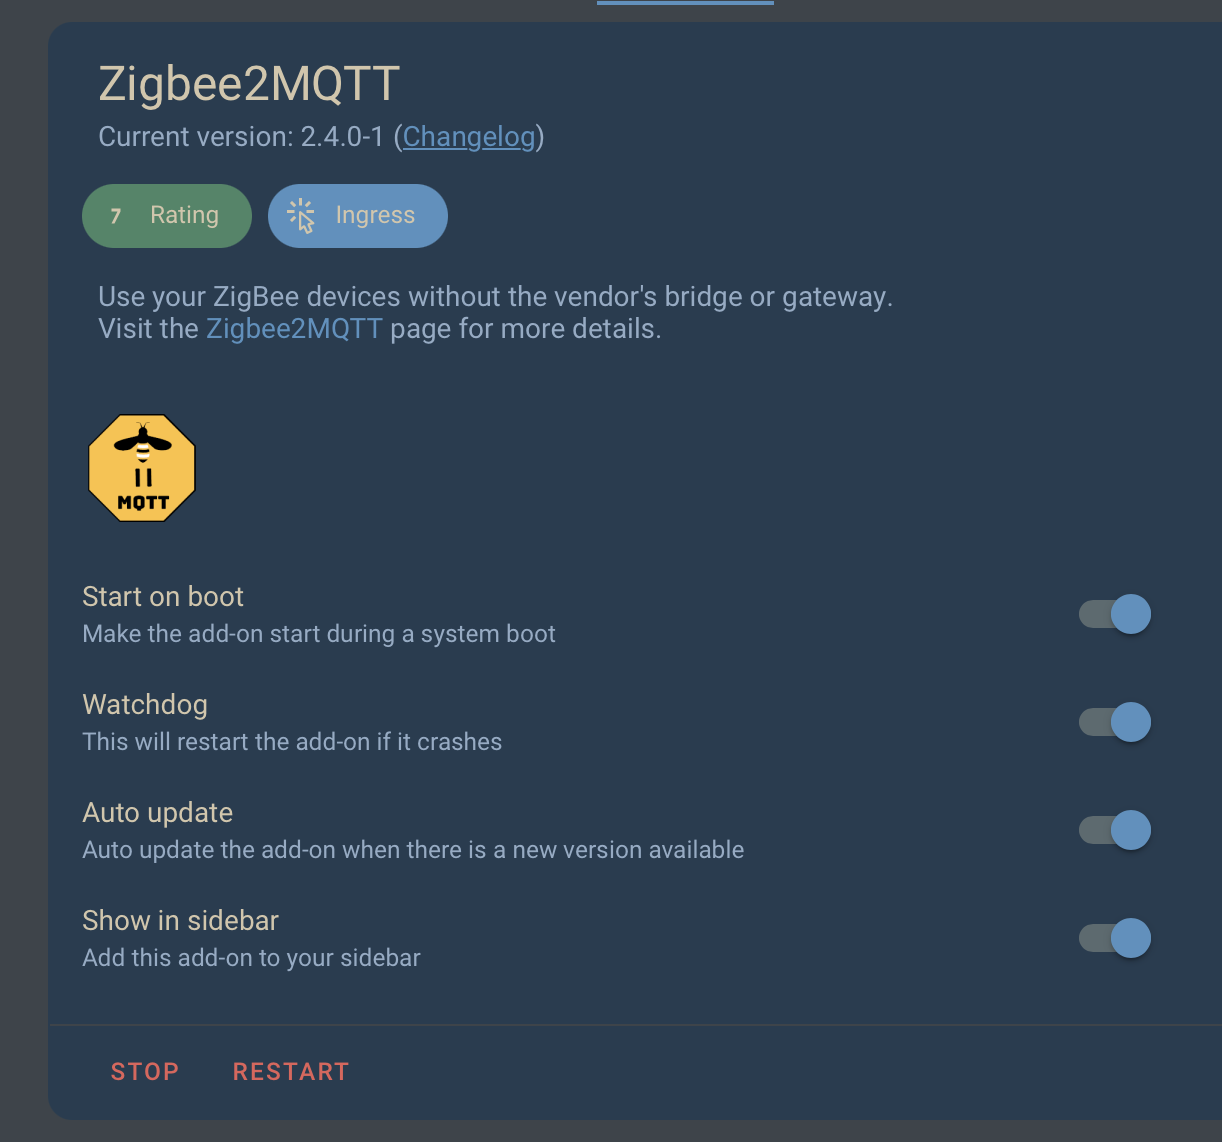 Zigbee2MQTT
Current version: 2.4.0-1 (Changelog)
7 Rating
Ingress
Use your ZigBee devices without the vendor's bridge or gateway.
Visit the Zigbee2MQTT page for more details.
MQTT
Start on boot
Make the add-on start during a system boot
Watchdog
This will restart the add-on if it crashes
Auto update
Auto update the add-on when there is a new version available
Show in sidebar
Add this add-on to your sidebar
STOP
RESTART